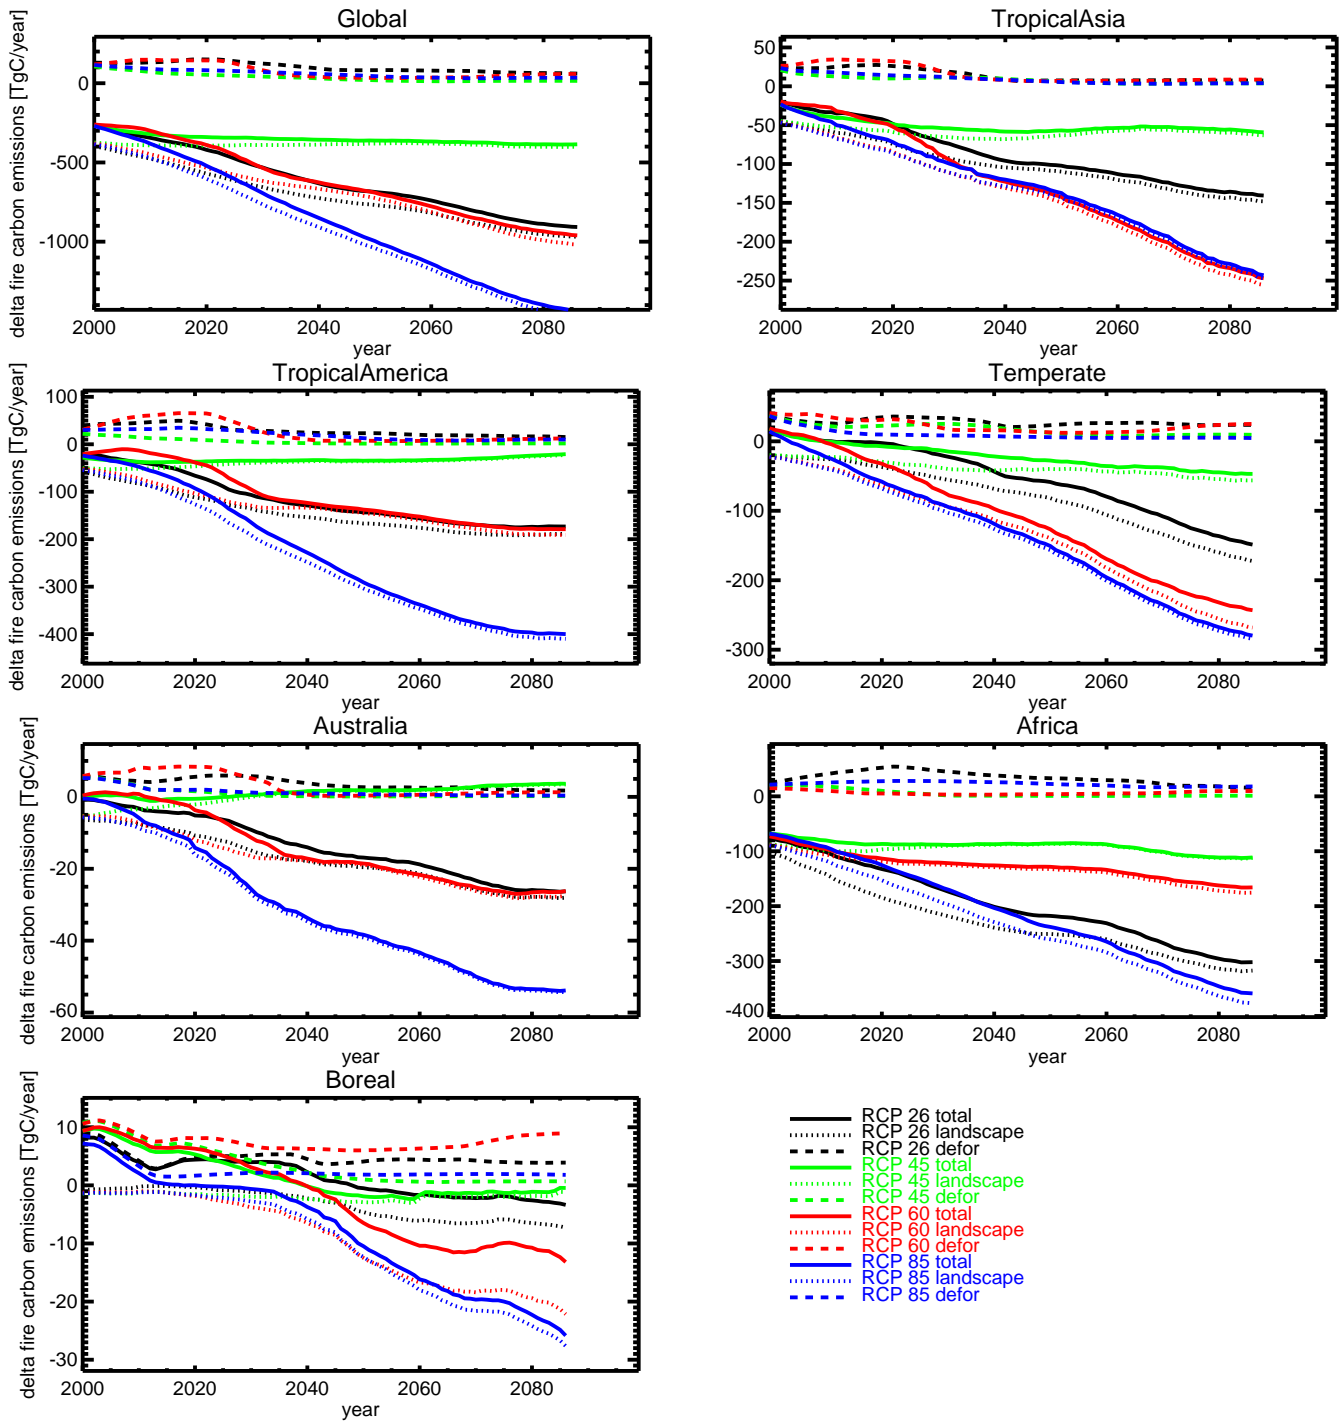 Global
delta fire carbon emissions [TgC/year]
0
-500
-1000
2000 2020 2040 2060 2080
year
TropicalAsia
50
0
-50
-100
-150
-200
-250
2000 2020 2040 2060 2080
year
TropicalAmerica
delta fire carbon emissions [TgC/year]
100
0
-100
-200
-300
-400
2000 2020 2040 2060 2080
year
Temperate
0
-100
-200
-300
2000 2020 2040 2060 2080
year
Australia
delta fire carbon emissions [TgC/year]
0
-20
-40
-60
2000 2020 2040 2060 2080
year
Africa
0
-100
-200
-300
-400
2000 2020 2040 2060 2080
year
Boreal
delta fire carbon emissions [TgC/year]
10
0
-10
-20
-30
2000 2020 2040 2060 2080
year
RCP 26 total
RCP 26 landscape
RCP 26 defor
RCP 45 total
RCP 45 landscape
RCP 45 defor
RCP 60 total
RCP 60 landscape
RCP 60 defor
RCP 85 total
RCP 85 landscape
RCP 85 defor